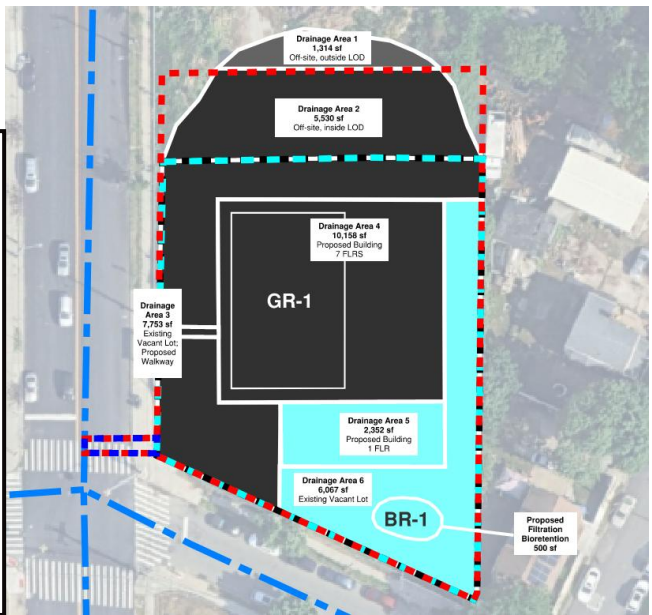 Drainage Area 1
1,314 sf
Off-site, outside LOD
Drainage Area 2
5,530 sf
Off-site, inside LOD
Drainage Area 4
10,158 sf
Proposed Building
7 FLRS
GR-1
Drainage
Area 3
7,753 sf
Existing
Vacant Lot;
Proposed
Walkway
Drainage Area 5
2,352 sf
Proposed Building
1 FLR
Drainage Area 6
6,067 sf
Existing Vacant Lot
BR-1
Proposed
Filtration
Bioretention
500 sf